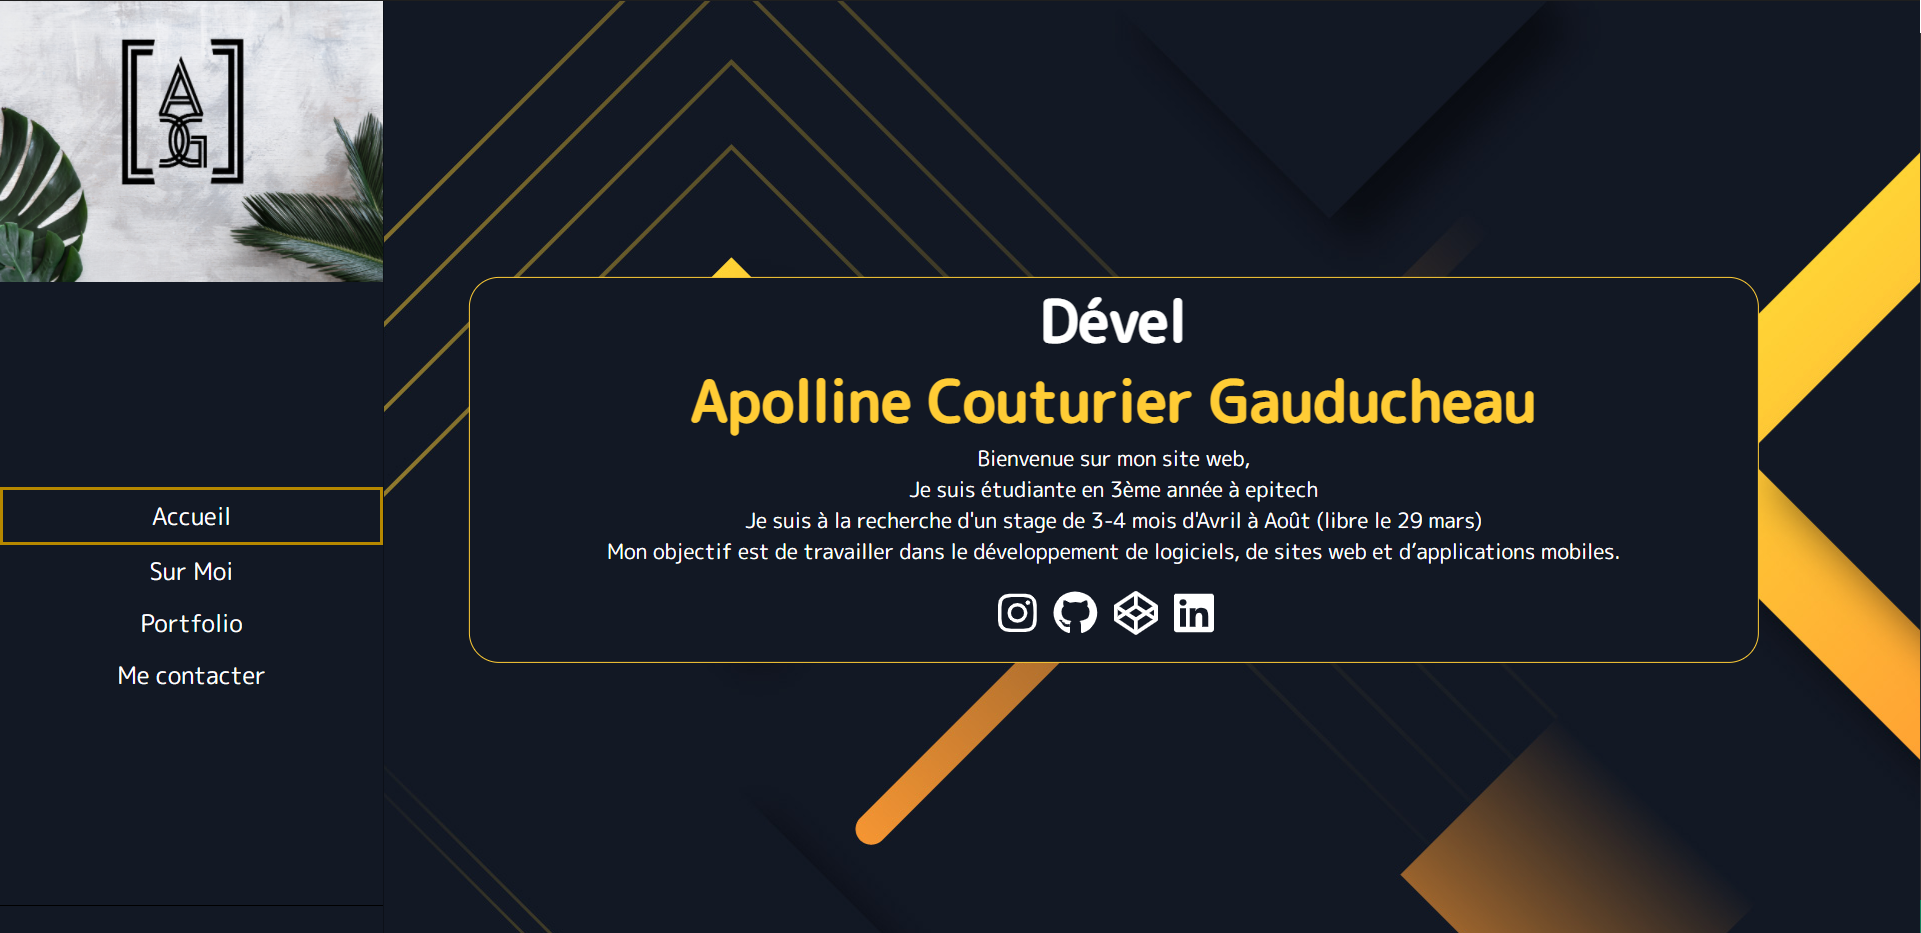 AG
Accueil
Sur Moi
Portfolio
Me contacter
Dével
Apolline Couturier Gauducheau
Bienvenue sur mon site web,
Je suis étudiante en 3ème année à epitech
Je suis à la recherche d'un stage de 3-4 mois d'Avril à Août (libre le 29 mars)
Mon objectif est de travailler dans le développement de logiciels, de sites web et d’applications mobiles.
in